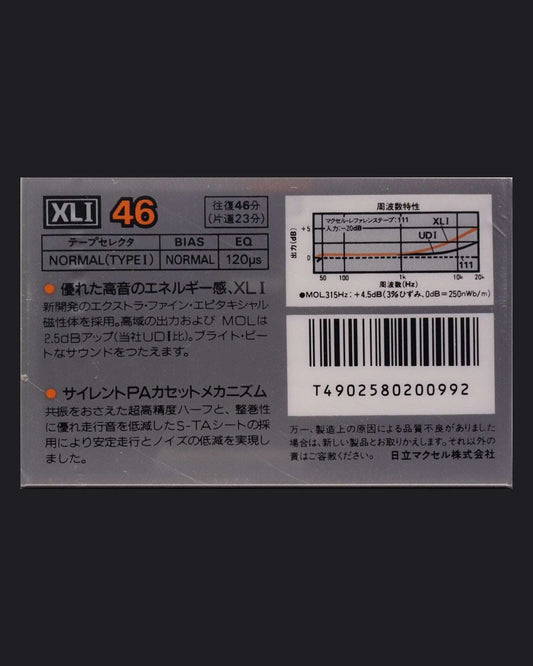 XLI 46
往復46分
(片道23分)
テープセレクタ BIAS EQ
NORMAL(TYPEI) NORMAL 120μs
● 優れた高音のエネルギー感、XLI
新開発のエクストラ・ファイン・エピタキシャル
磁性体を採用。高域の出力および MOLは
2.5dBアップ(当社UDI比)。ブライト・ビー
トなサウンドをつたえます。
● サイレントPAカセットメカニズム
共振をおさえた超高精度ハーフと、整巻性
に優れ走行音を低減したS-TAシートの採
用により安定走行とノイズの低減を実現し
ました。
周波数特性
マクセル・レファレンステープ:111
入力:-20dB
XLI
UDI
111
出力(dB)
+5
0
50 100 1k 10k 20k
周波数(Hz)
●MOL315Hz:+4.5dB(3%ひずみ、0dB=250nWb/m)
T4902580200992
万一、製造上の原因による品質不良がありました
場合は、新しい製品とお取りかえします。それ以外の
責はご容赦ください。 日立マクセル株式会社